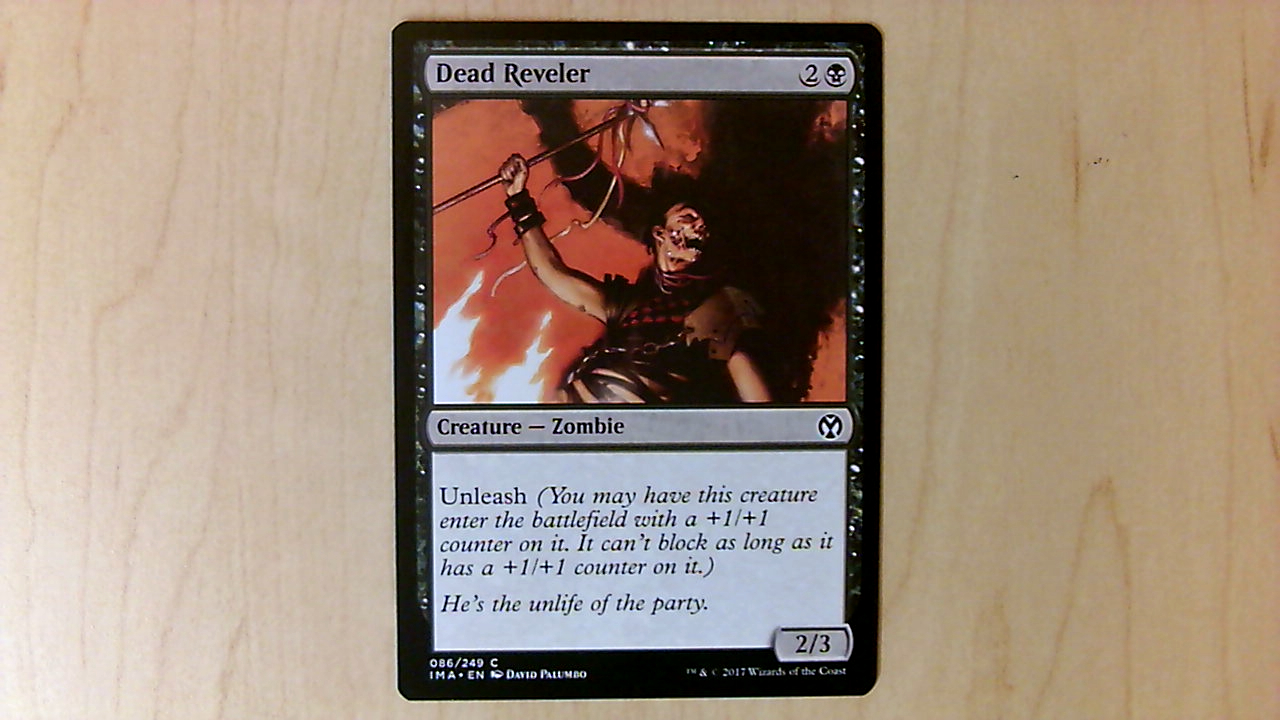 Dead Reveler 2
Creature — Zombie
Unleash (You may have this creature
enter the battlefield with a +1/+1
counter on it. It can't block as long as it
has a +1/+1 counter on it.)
He's the unlife of the party.
2/3
086/249 C
IMA • EN DAVID PALUMBO
™ & © 2017 Wizards of the Coast